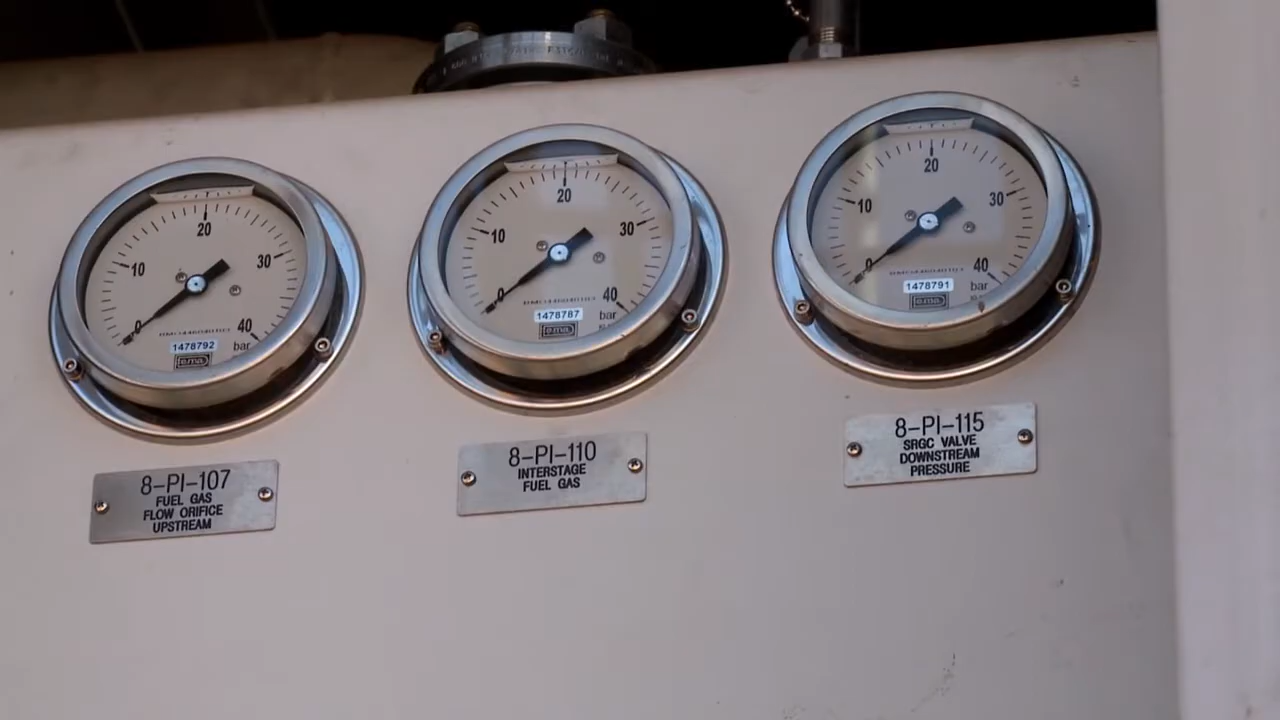 20
10
30
0
40
bar
1478792
20
10
30
0
40
bar
1478787
20
10
30
0
40
bar
1478791
8-PI-107
FUEL GAS
FLOW ORIFICE
UPSTREAM
8-PI-110
INTERSTAGE
FUEL GAS
8-PI-115
SRGC VALVE
DOWNSTREAM
PRESSURE